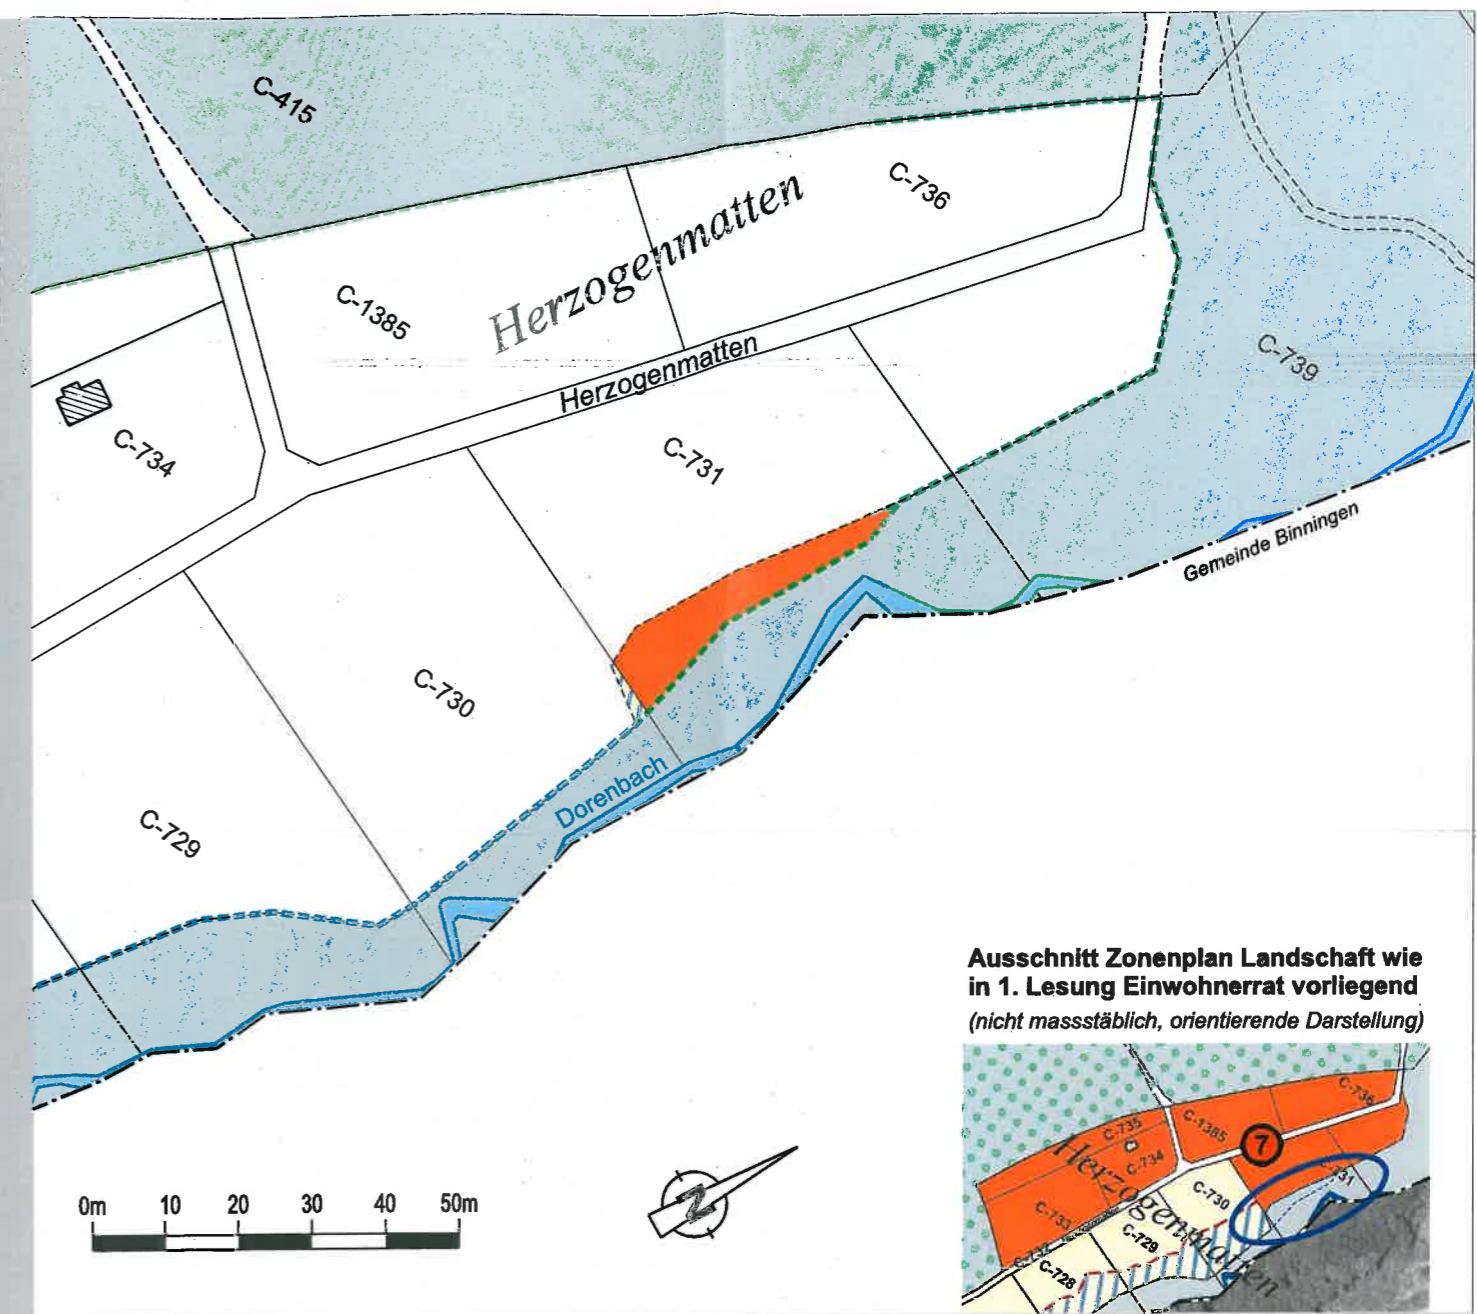 C-415
C-736
Herzogenmatten
C-1385
C-739
Herzogenmatten
C-734
C-731
Gemeinde Binningen
C-730
Dorenbach
C-729
Ausschnitt Zonenplan Landschaft wie
in 1. Lesung Einwohnerrat vorliegend
(nicht massstäblich, orientierende Darstellung)
0m 10 20 30 40 50m
N
C-736
C-735
C-1385
7
C-734
C-731
C-730
C-733
Herzogenmatten
C-729
C-732
C-728